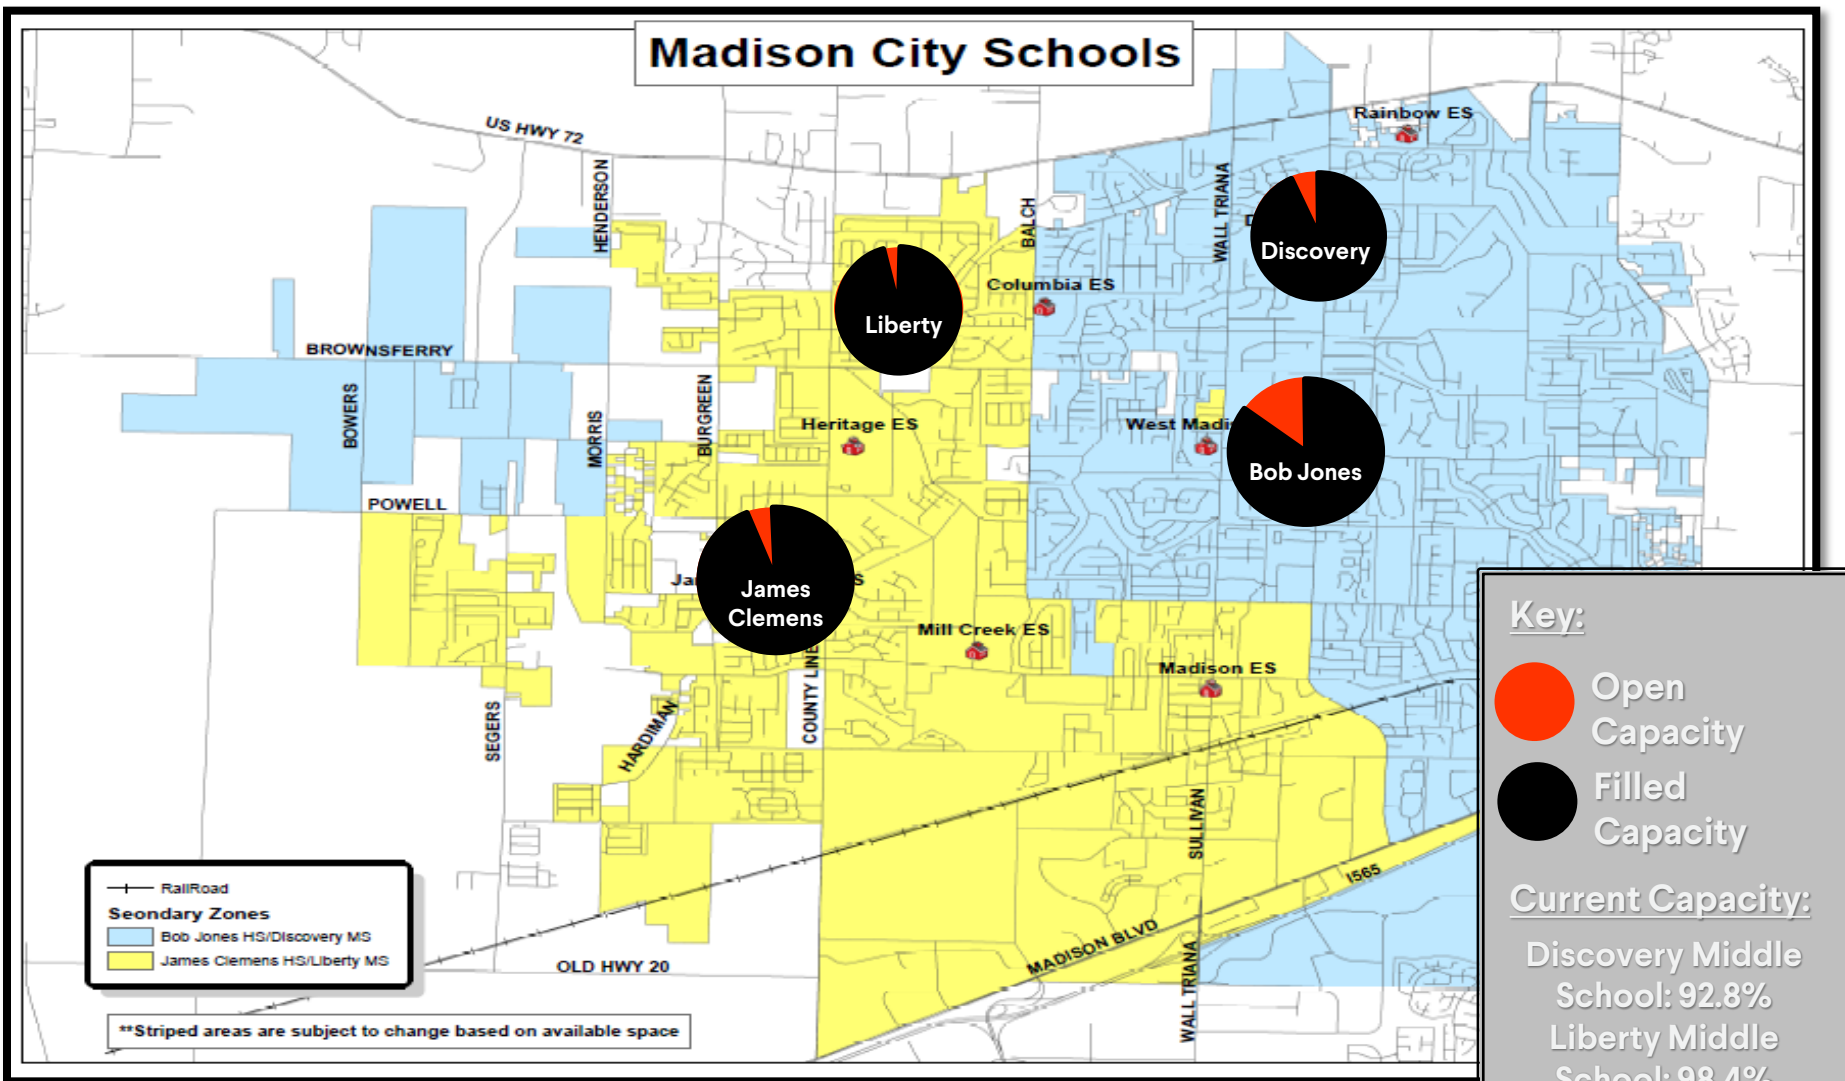 Madison City Schools
US HWY 72
Rainbow ES
HENDERSON
WALL TRIANA
BALCH
Discovery
Columbia ES
Liberty
BROWNSFERRY
BOWERS
MORRIS
BURGREEN
Heritage ES
West Madi
Bob Jones
POWELL
James
Clemens
Mill Creek ES
Madison ES
COUNTY LINE
SEGERS
HARDIMAN
SULLIVAN
I565
MADISON BLVD
WALL TRIANA
OLD HWY 20
RailRoad
Seondary Zones
Bob Jones HS/Discovery MS
James Clemens HS/Liberty MS
**Striped areas are subject to change based on available space
Key:
Open
Capacity
Filled
Capacity
Current Capacity:
Discovery Middle
School: 92.8%
Liberty Middle
School: 98.4%